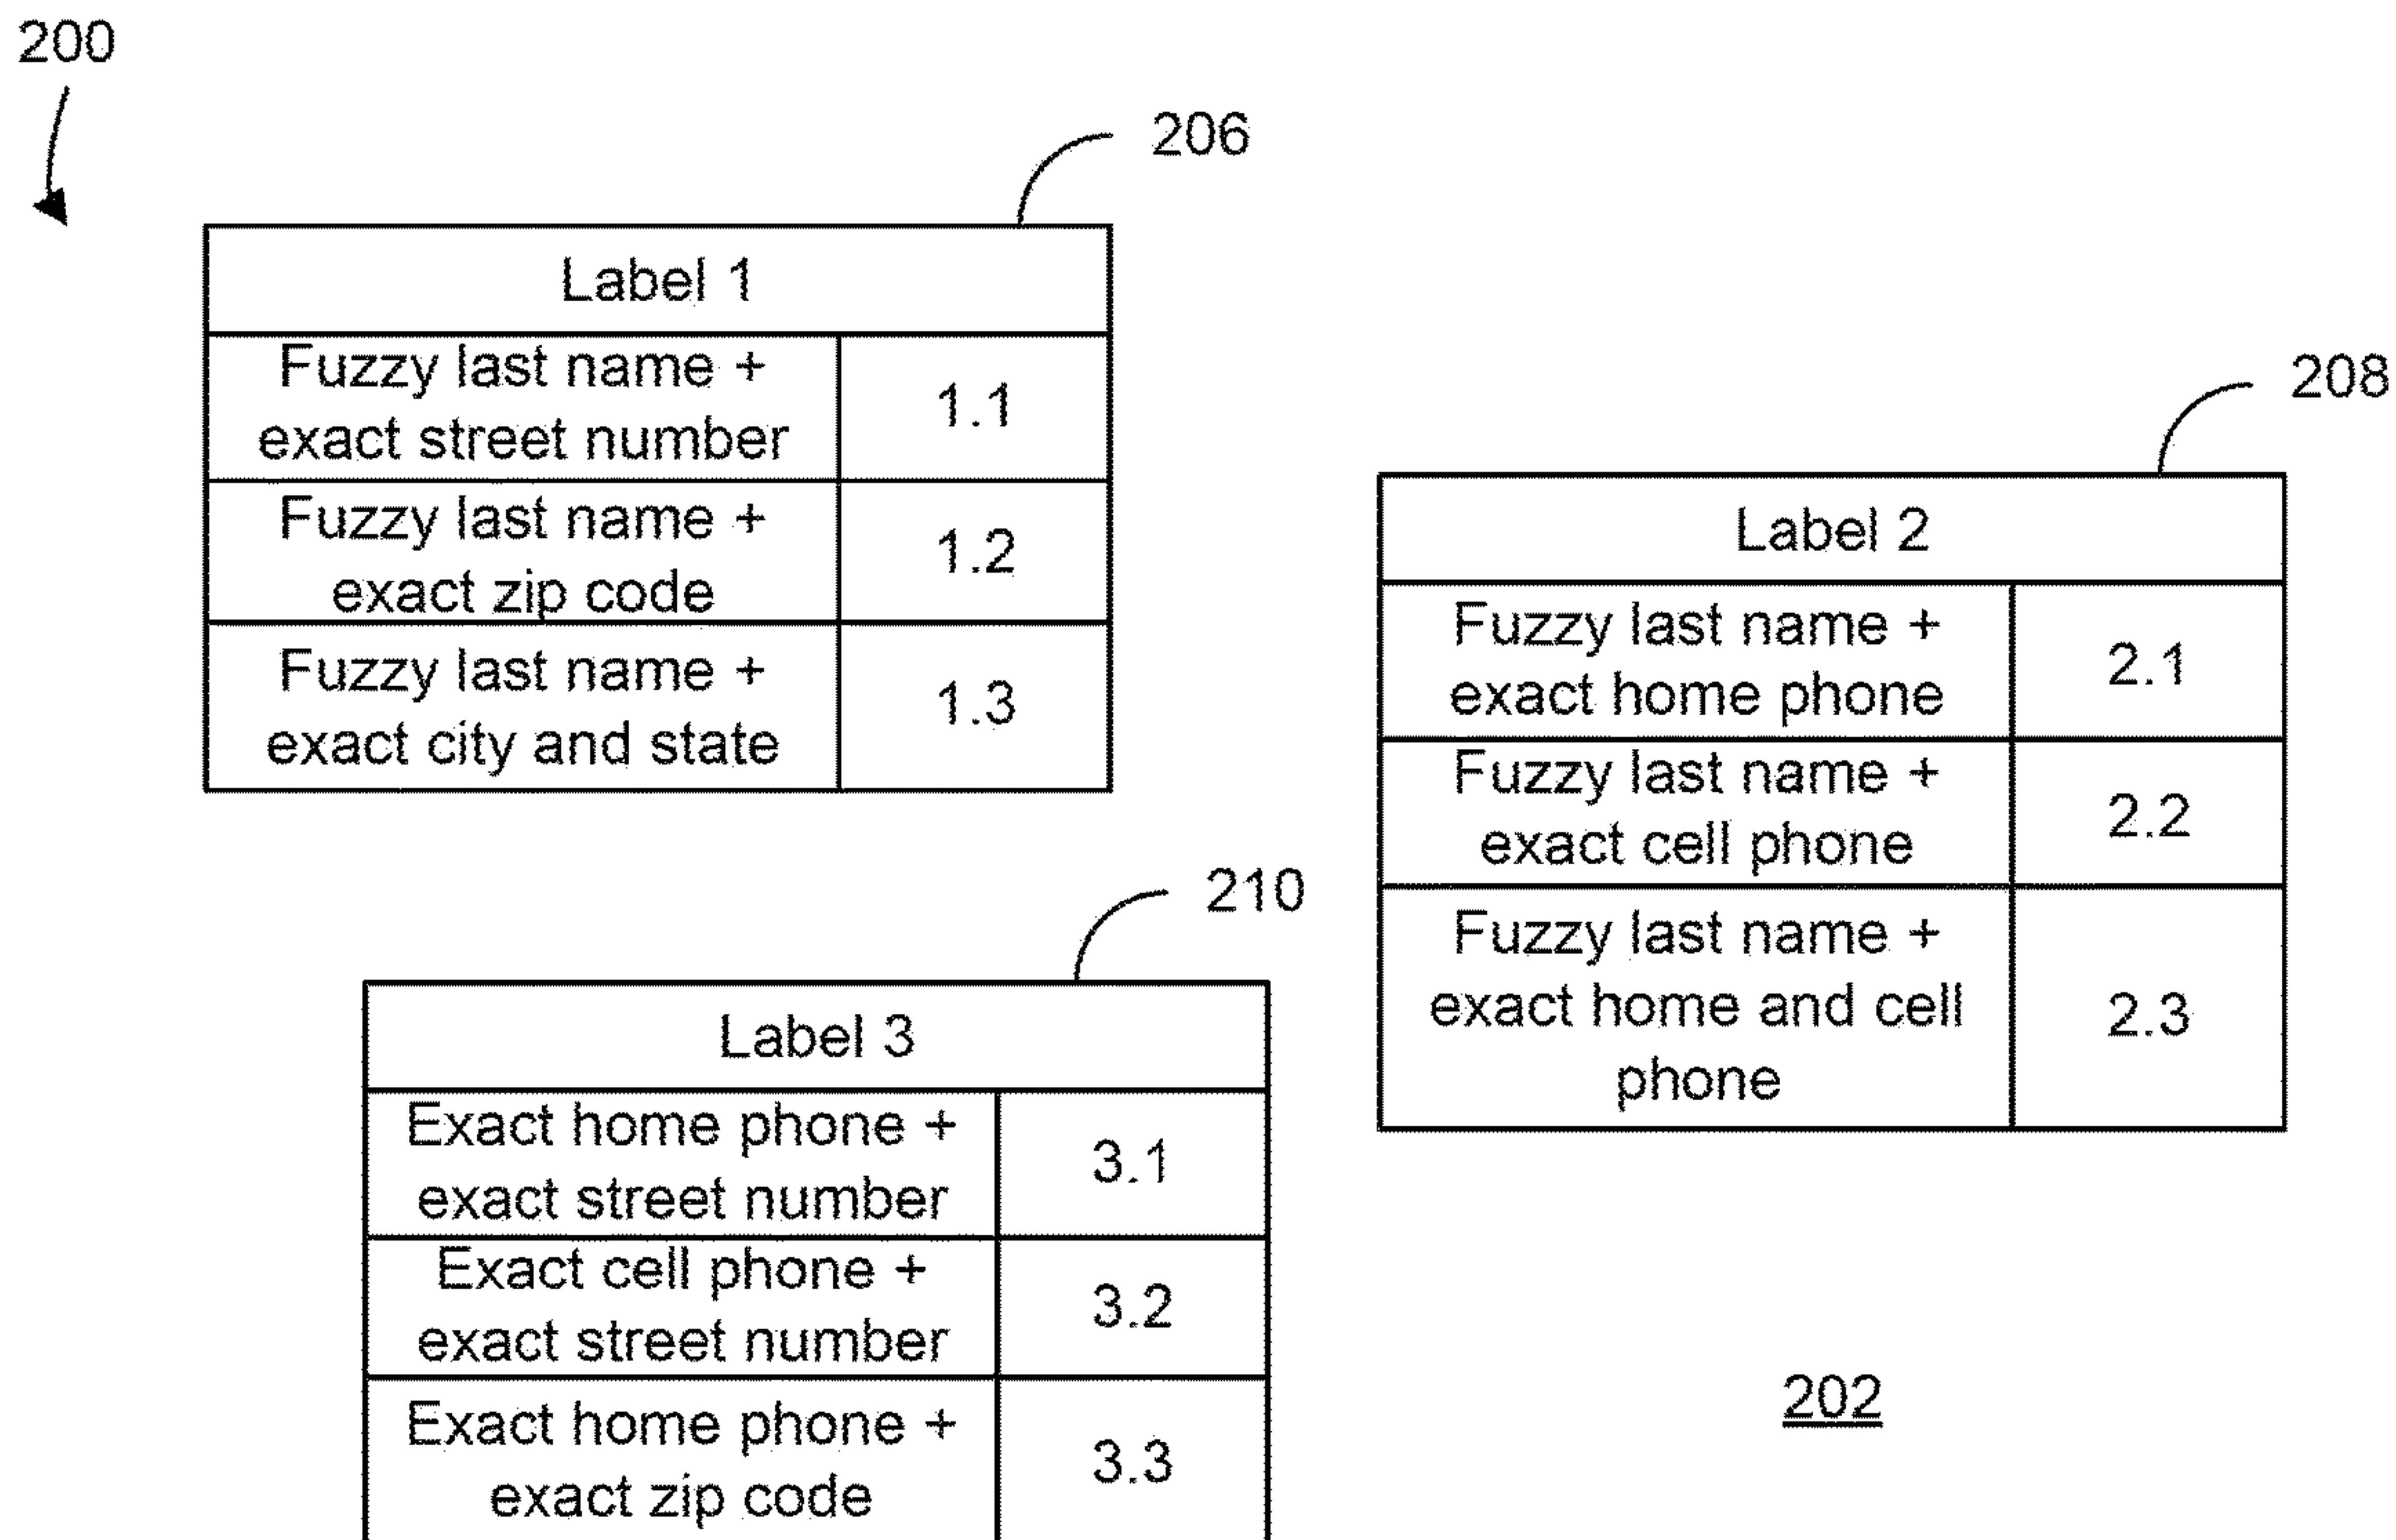 200
206
Label 1
Fuzzy last name +
exact street number
1.1
Fuzzy last name +
exact zip code
1.2
Fuzzy last name +
exact city and state
1.3
208
Label 2
Fuzzy last name +
exact home phone
2.1
Fuzzy last name +
exact cell phone
2.2
Fuzzy last name +
exact home and cell
phone
2.3
210
Label 3
Exact home phone +
exact street number
3.1
Exact cell phone +
exact street number
3.2
Exact home phone +
exact zip code
3.3
202